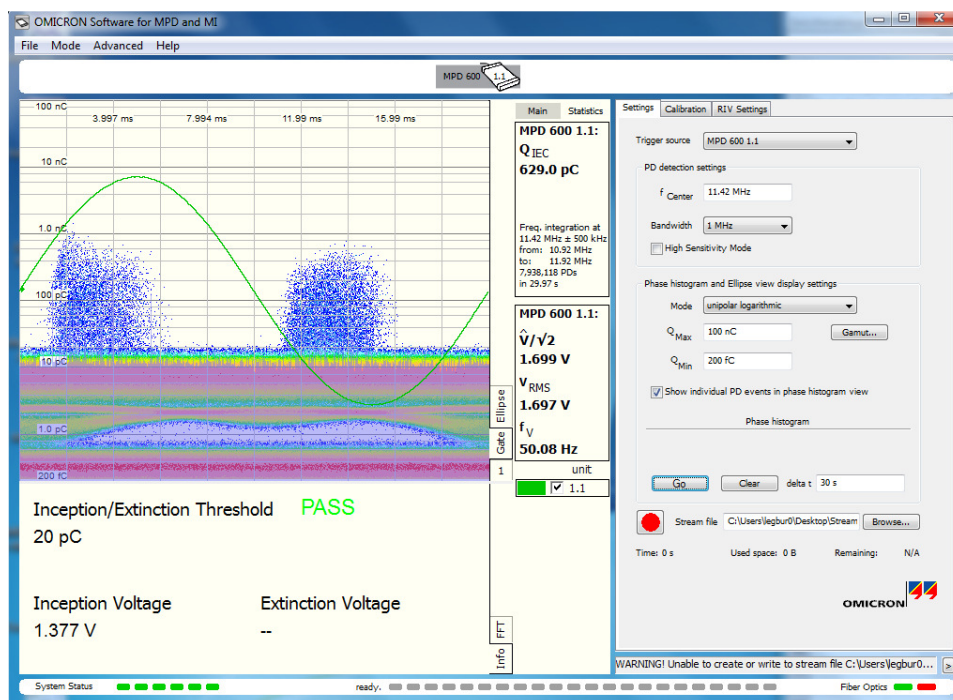 OMICRON Software for MPD and MI
File Mode Advanced Help
MPD 600 1.1
100 nC
3.997 ms 7.994 ms 11.99 ms 15.99 ms
10 nC
1.0 nC
100 pC
10 pC
1.0 pC
200 fC
Ellipse
Gate
1
FFT
Info
Main Statistics
MPD 600 1.1:
Q IEC
629.0 pC
Freq. integration at
11.42 MHz ± 500 kHz
from: 10.92 MHz
to: 11.92 MHz
7,938,118 PDs
in 29.97 s
MPD 600 1.1:
V̂/√2
1.699 V
V RMS
1.697 V
f V
50.08 Hz
unit
1.1
Inception/Extinction Threshold PASS
20 pC
Inception Voltage Extinction Voltage
1.377 V --
Settings Calibration RIV Settings
Trigger source MPD 600 1.1
PD detection settings
f Center 11.42 MHz
Bandwidth 1 MHz
High Sensitivity Mode
Phase histogram and Ellipse view display settings
Mode unipolar logarithmic
Q Max 100 nC Gamut...
Q Min 200 fC
Show individual PD events in phase histogram view
Phase histogram
Go Clear delta t 30 s
Stream file C:\Users\legbur0\Desktop\Stream Browse...
Time: 0 s Used space: 0 B Remaining: N/A
OMICRON
WARNING! Unable to create or write to stream file C:\Users\legbur0... >
System Status ready. Fiber Optics